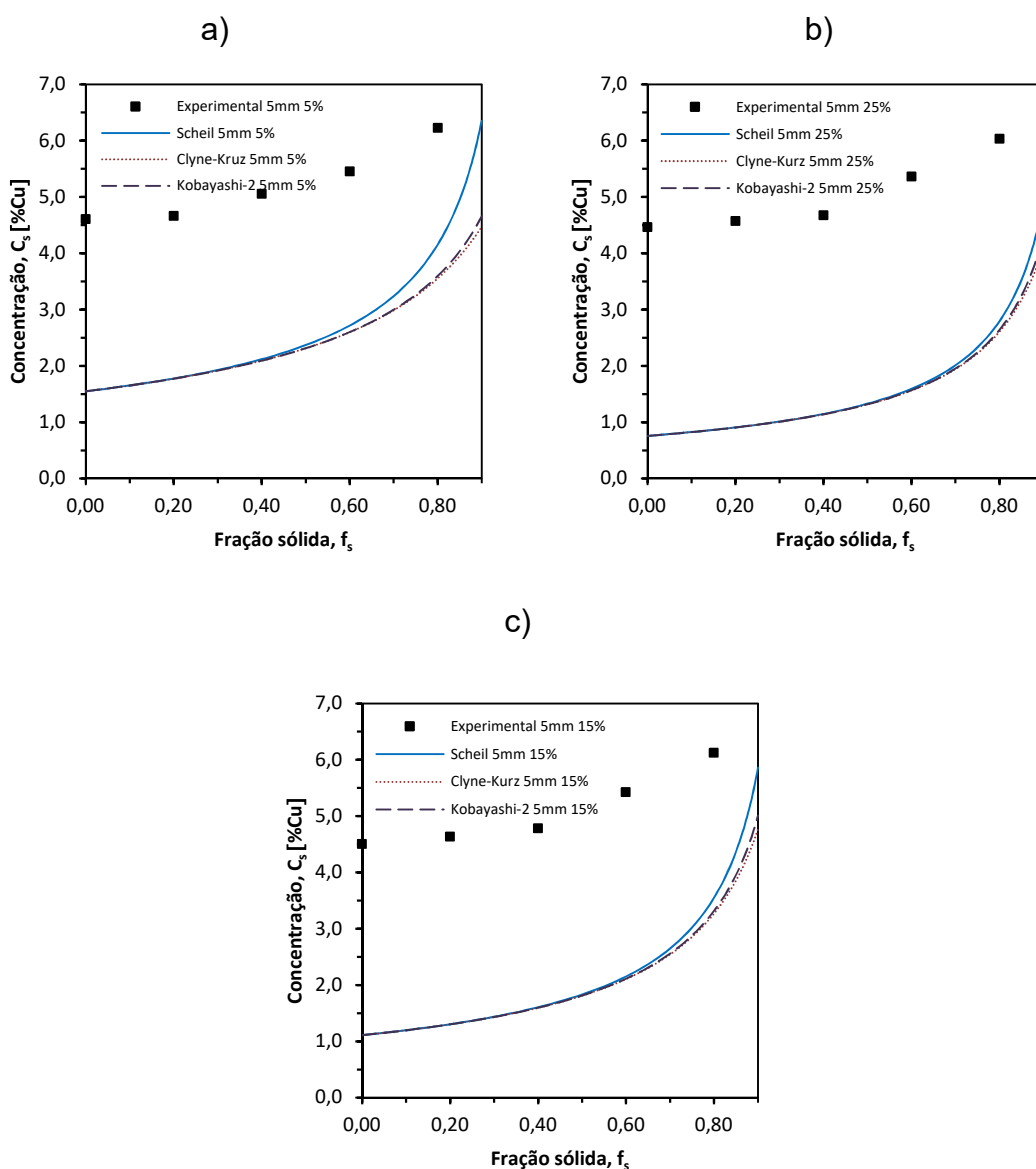 a)
7,0
6,0
5,0
4,0
3,0
2,0
1,0
0,0
Concentração, Cs [%Cu]
Experimental 5mm 5%
Scheil 5mm 5%
Clyne-Kruz 5mm 5%
Kobayashi-2 5mm 5%
0,00 0,20 0,40 0,60 0,80
Fração sólida, fs
b)
7,0
6,0
5,0
4,0
3,0
2,0
1,0
0,0
Concentração, Cs [%Cu]
Experimental 5mm 25%
Scheil 5mm 25%
Clyne-Kurz 5mm 25%
Kobayashi-2 5mm 25%
0,00 0,20 0,40 0,60 0,80
Fração sólida, fs
c)
7,0
6,0
5,0
4,0
3,0
2,0
1,0
0,0
Concentração, Cs [%Cu]
Experimental 5mm 15%
Scheil 5mm 15%
Clyne-Kurz 5mm 15%
Kobayashi-2 5mm 15%
0,00 0,20 0,40 0,60 0,80
Fração sólida, fs